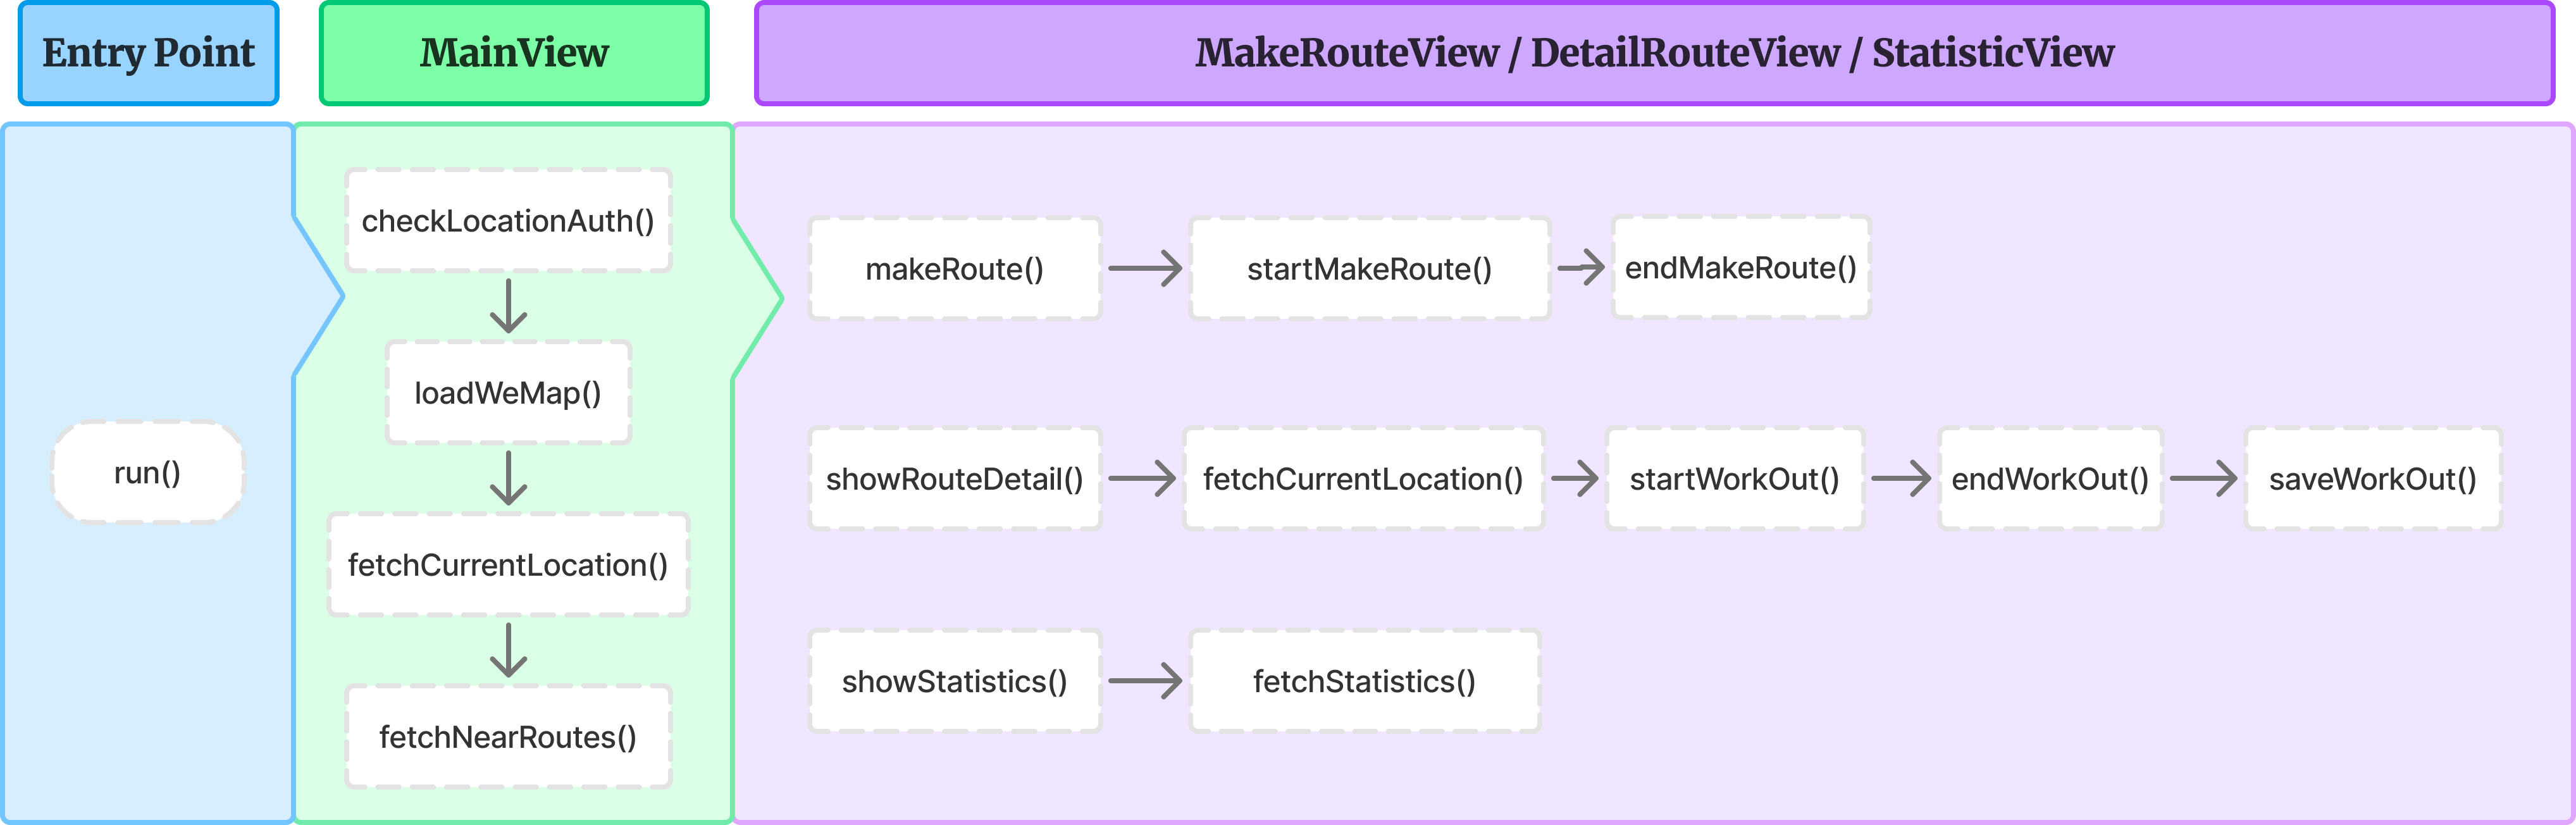 Entry Point
MainView
MakeRouteView / DetailRouteView / StatisticView
run()
checkLocationAuth()
loadWeMap()
fetchCurrentLocation()
fetchNearRoutes()
makeRoute()
startMakeRoute()
endMakeRoute()
showRouteDetail()
fetchCurrentLocation()
startWorkOut()
endWorkOut()
saveWorkOut()
showStatistics()
fetchStatistics()